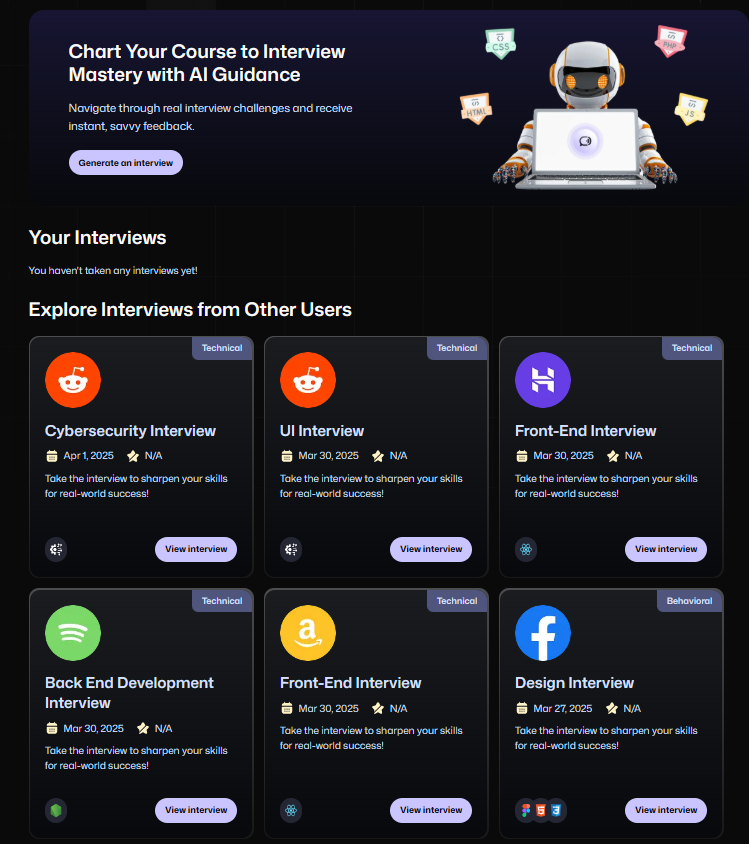 Chart Your Course to Interview
Mastery with AI Guidance
Navigate through real interview challenges and receive
instant, savvy feedback.
Generate an interview
CSS
PHP
HTML
JS
Your Interviews
You haven't taken any interviews yet!
Explore Interviews from Other Users
Technical
Cybersecurity Interview
Apr 1, 2025 N/A
Take the interview to sharpen your skills
for real-world success!
View interview
Technical
UI Interview
Mar 30, 2025 N/A
Take the interview to sharpen your skills
for real-world success!
View interview
Technical
Front-End Interview
Mar 30, 2025 N/A
Take the interview to sharpen your skills
for real-world success!
View interview
Technical
Back End Development
Interview
Mar 30, 2025 N/A
Take the interview to sharpen your skills
for real-world success!
View interview
Technical
Front-End Interview
Mar 30, 2025 N/A
Take the interview to sharpen your skills
for real-world success!
View interview
Behavioral
Design Interview
Mar 27, 2025 N/A
Take the interview to sharpen your skills
for real-world success!
View interview